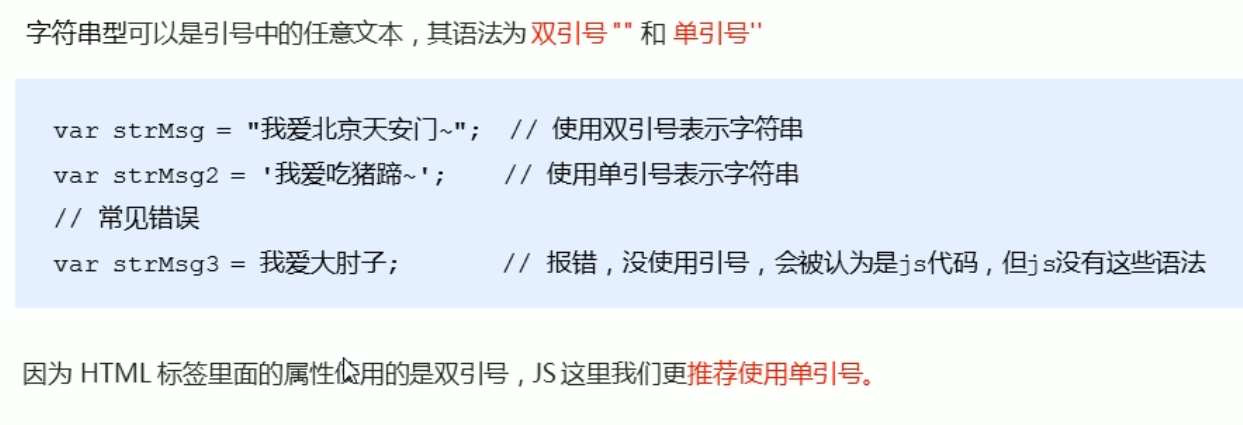 字符串型可以是引号中的任意文本，其语法为 双引号 "" 和 单引号''
var strMsg = "我爱北京天安门~";  // 使用双引号表示字符串
var strMsg2 = '我爱吃猪蹄~';    // 使用单引号表示字符串
// 常见错误
var strMsg3 = 我爱大肘子;       // 报错，没使用引号，会被认为是js代码，但js没有这些语法
因为 HTML 标签里面的属性使用的是双引号，JS 这里我们更推荐使用单引号。